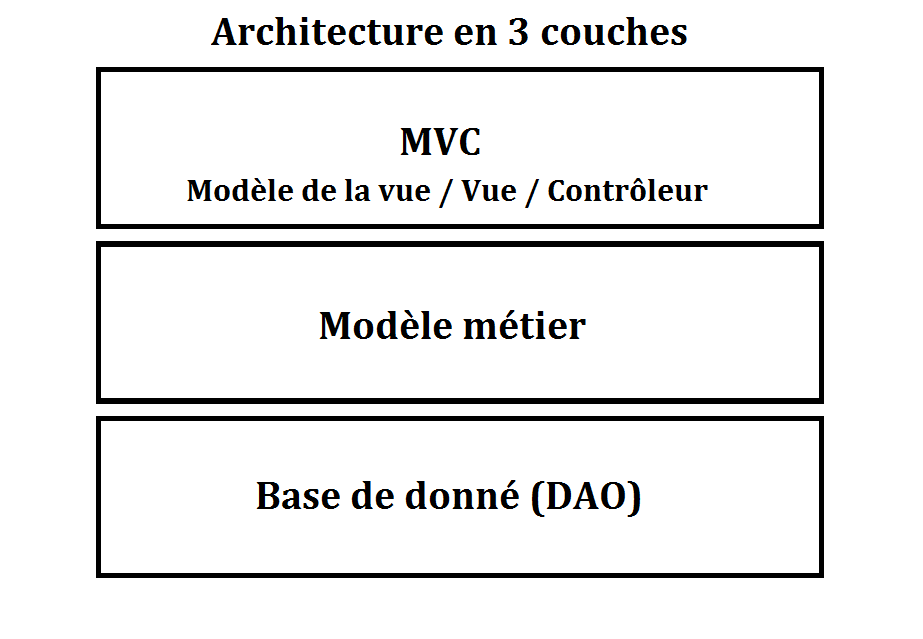 Architecture en 3 couches
MVC
Modèle de la vue / Vue / Contrôleur
Modèle métier
Base de donné (DAO)